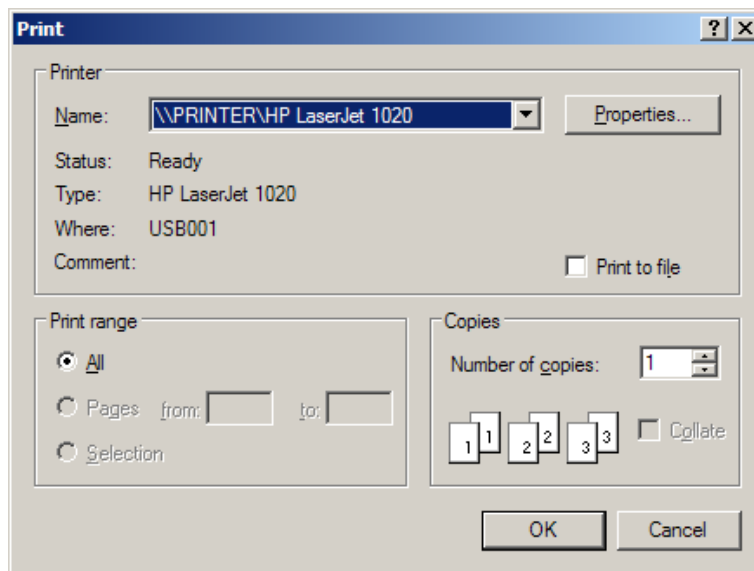 Print
Printer
Name: \\PRINTER\HP LaserJet 1020 Properties...
Status: Ready
Type: HP LaserJet 1020
Where: USB001
Comment: Print to file
Print range
All
Pages from: to:
Selection
Copies
Number of copies: 1
1 1 2 2 3 3 Collate
OK Cancel